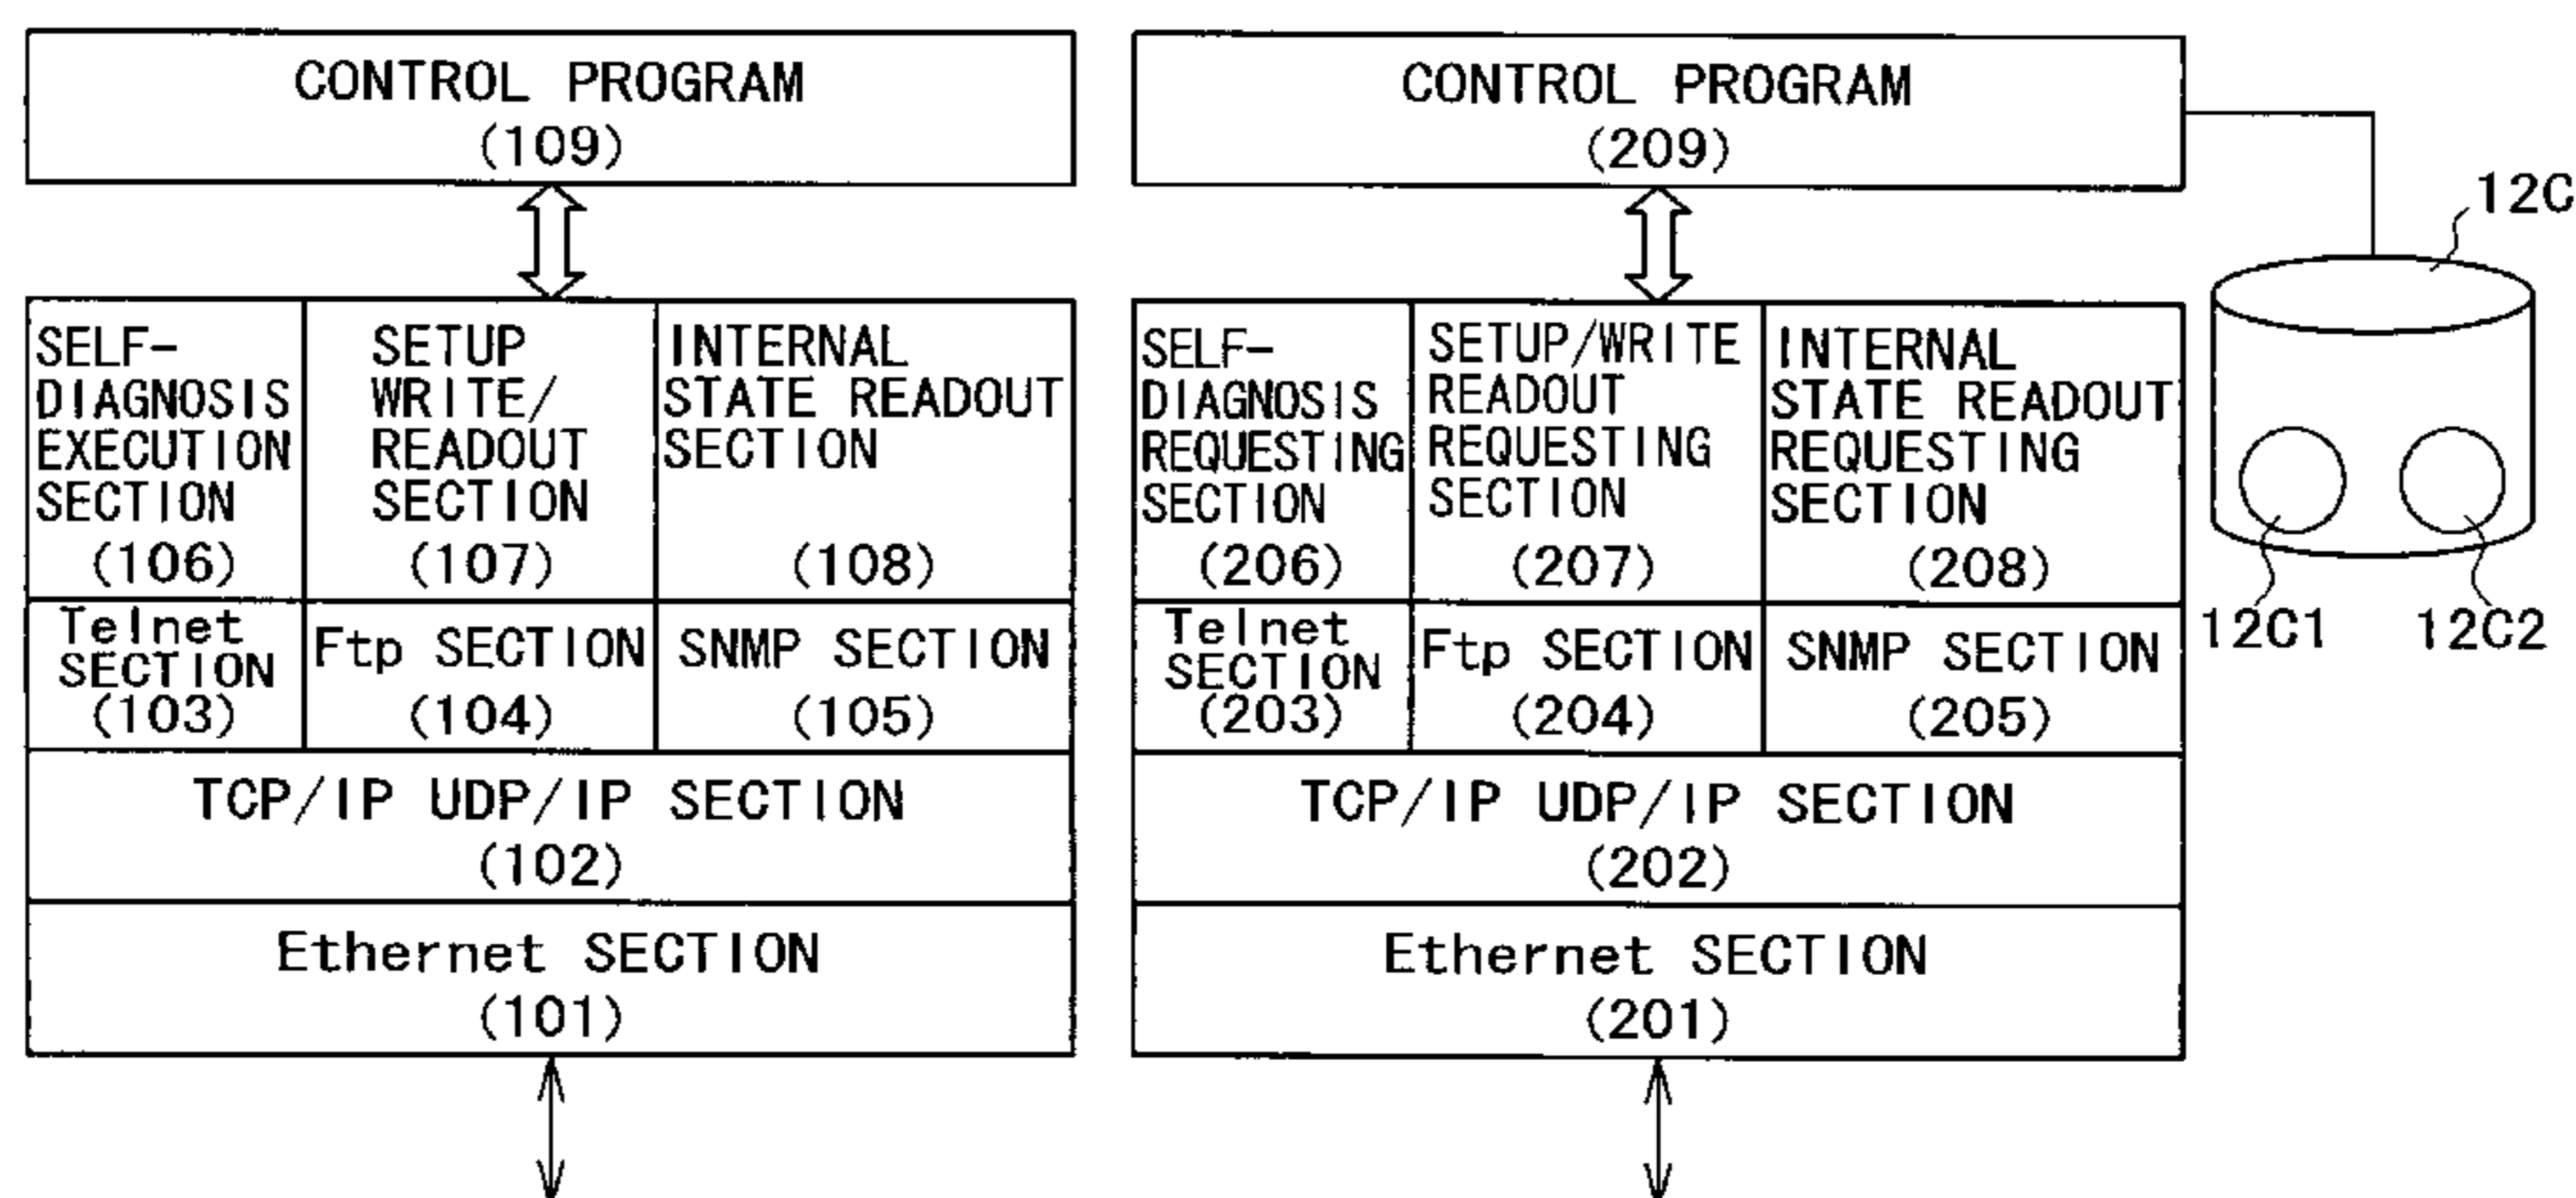 CONTROL PROGRAM
(109)
SELF-
DIAGNOSIS
EXECUTION
SECTION
(106)
SETUP
WRITE/
READOUT
SECTION
(107)
INTERNAL
STATE READOUT
SECTION
(108)
Telnet
SECTION
(103)
Ftp SECTION
(104)
SNMP SECTION
(105)
TCP/IP UDP/IP SECTION
(102)
Ethernet SECTION
(101)
CONTROL PROGRAM
(209)
SELF-
DIAGNOSIS
REQUESTING
SECTION
(206)
SETUP/WRITE
READOUT
REQUESTING
SECTION
(207)
INTERNAL
STATE READOUT
REQUESTING
SECTION
(208)
Telnet
SECTION
(203)
Ftp SECTION
(204)
SNMP SECTION
(205)
TCP/IP UDP/IP SECTION
(202)
Ethernet SECTION
(201)
12C
12C1
12C2